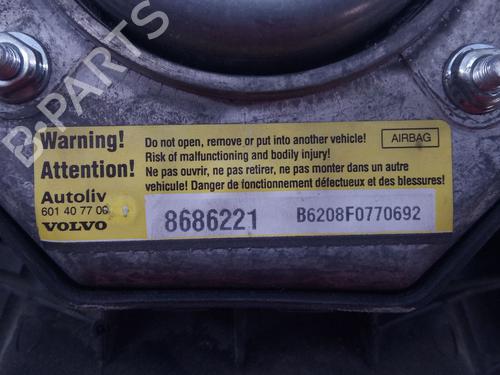 B-Parts
Warning!
Attention!
Do not open, remove or put into another vehicle!
Risk of malfunctioning and bodily injury!
Ne pas ouvrir, ne pas retirer, ne pas monter dans un autre
vehicule! Danger de fonctionnement défectueux et des blessures!
AIRBAG
Autoliv
601 40 77 00
VOLVO
8686221
B6208F0770692